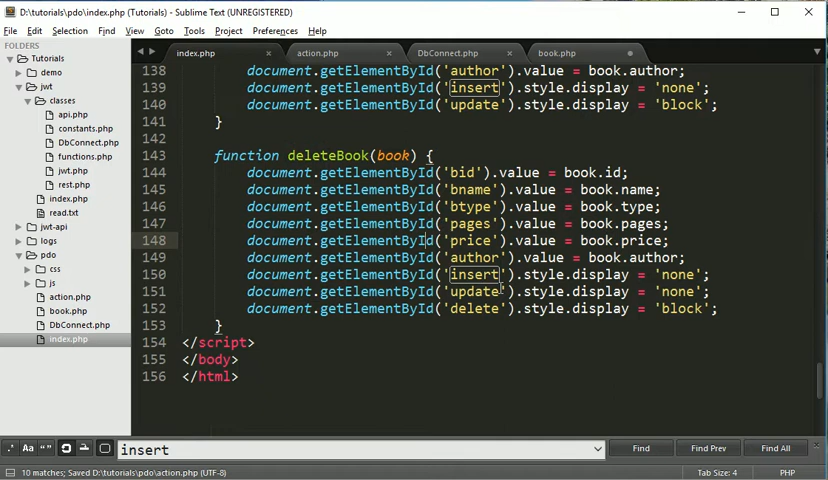 D:\tutorials\pdo\index.php (Tutorials) - Sublime Text (UNREGISTERED)
File Edit Selection Find View Goto Tools Project Preferences Help
FOLDERS
Tutorials
demo
jwt
classes
api.php
constants.php
DbConnect.php
functions.php
jwt.php
rest.php
index.php
read.txt
jwt-api
logs
pdo
css
js
action.php
book.php
DbConnect.php
index.php
index.php × action.php × DbConnect.php × book.php
138 document.getElementById('author').value = book.author;
139 document.getElementById('insert').style.display = 'none';
140 document.getElementById('update').style.display = 'block';
141 }
142
143 function deleteBook(book) {
144 document.getElementById('bid').value = book.id;
145 document.getElementById('bname').value = book.name;
146 document.getElementById('btype').value = book.type;
147 document.getElementById('pages').value = book.pages;
148 document.getElementById('price').value = book.price;
149 document.getElementById('author').value = book.author;
150 document.getElementById('insert').style.display = 'none';
151 document.getElementById('update').style.display = 'none';
152 document.getElementById('delete').style.display = 'block';
153 }
154 </script>
155 </body>
156 </html>
.* Aa “” insert Find Find Prev Find All
10 matches; Saved D:\tutorials\pdo\action.php (UTF-8) Tab Size: 4 PHP